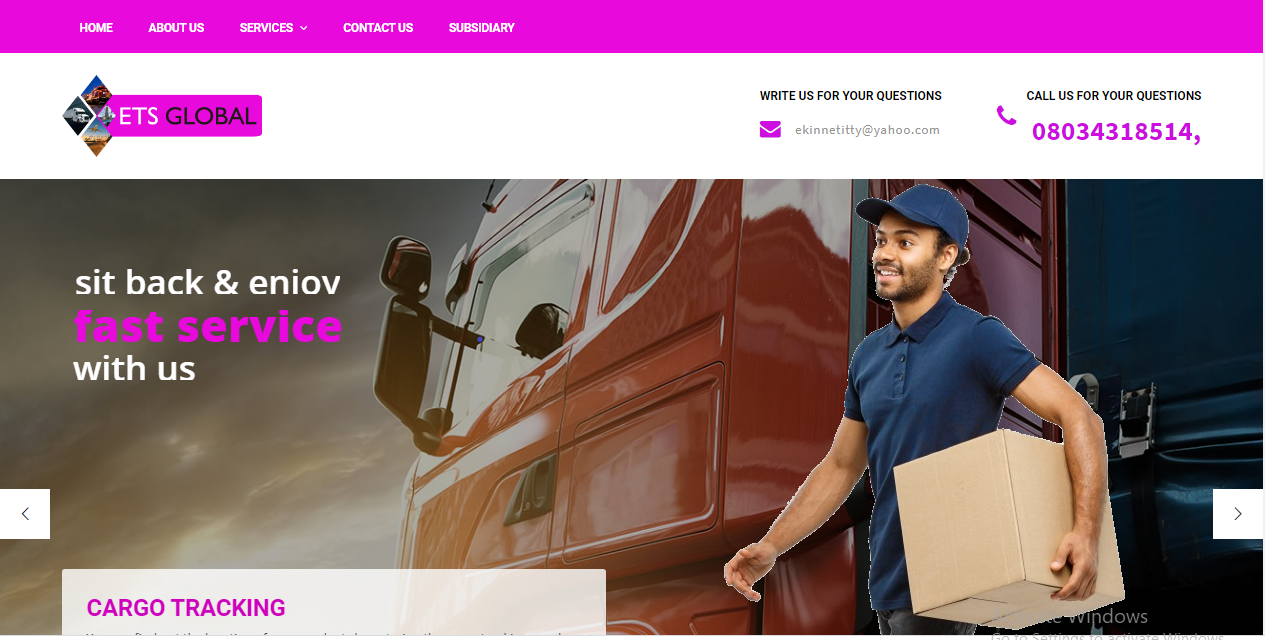 HOME ABOUT US SERVICES CONTACT US SUBSIDIARY
WRITE US FOR YOUR QUESTIONS
CALL US FOR YOUR QUESTIONS
ETS GLOBAL
ekinnetitty@yahoo.com
08034318514,
sit back & enjoy
fast service
with us
CARGO TRACKING
Windows
Go to Settings to activate Windows